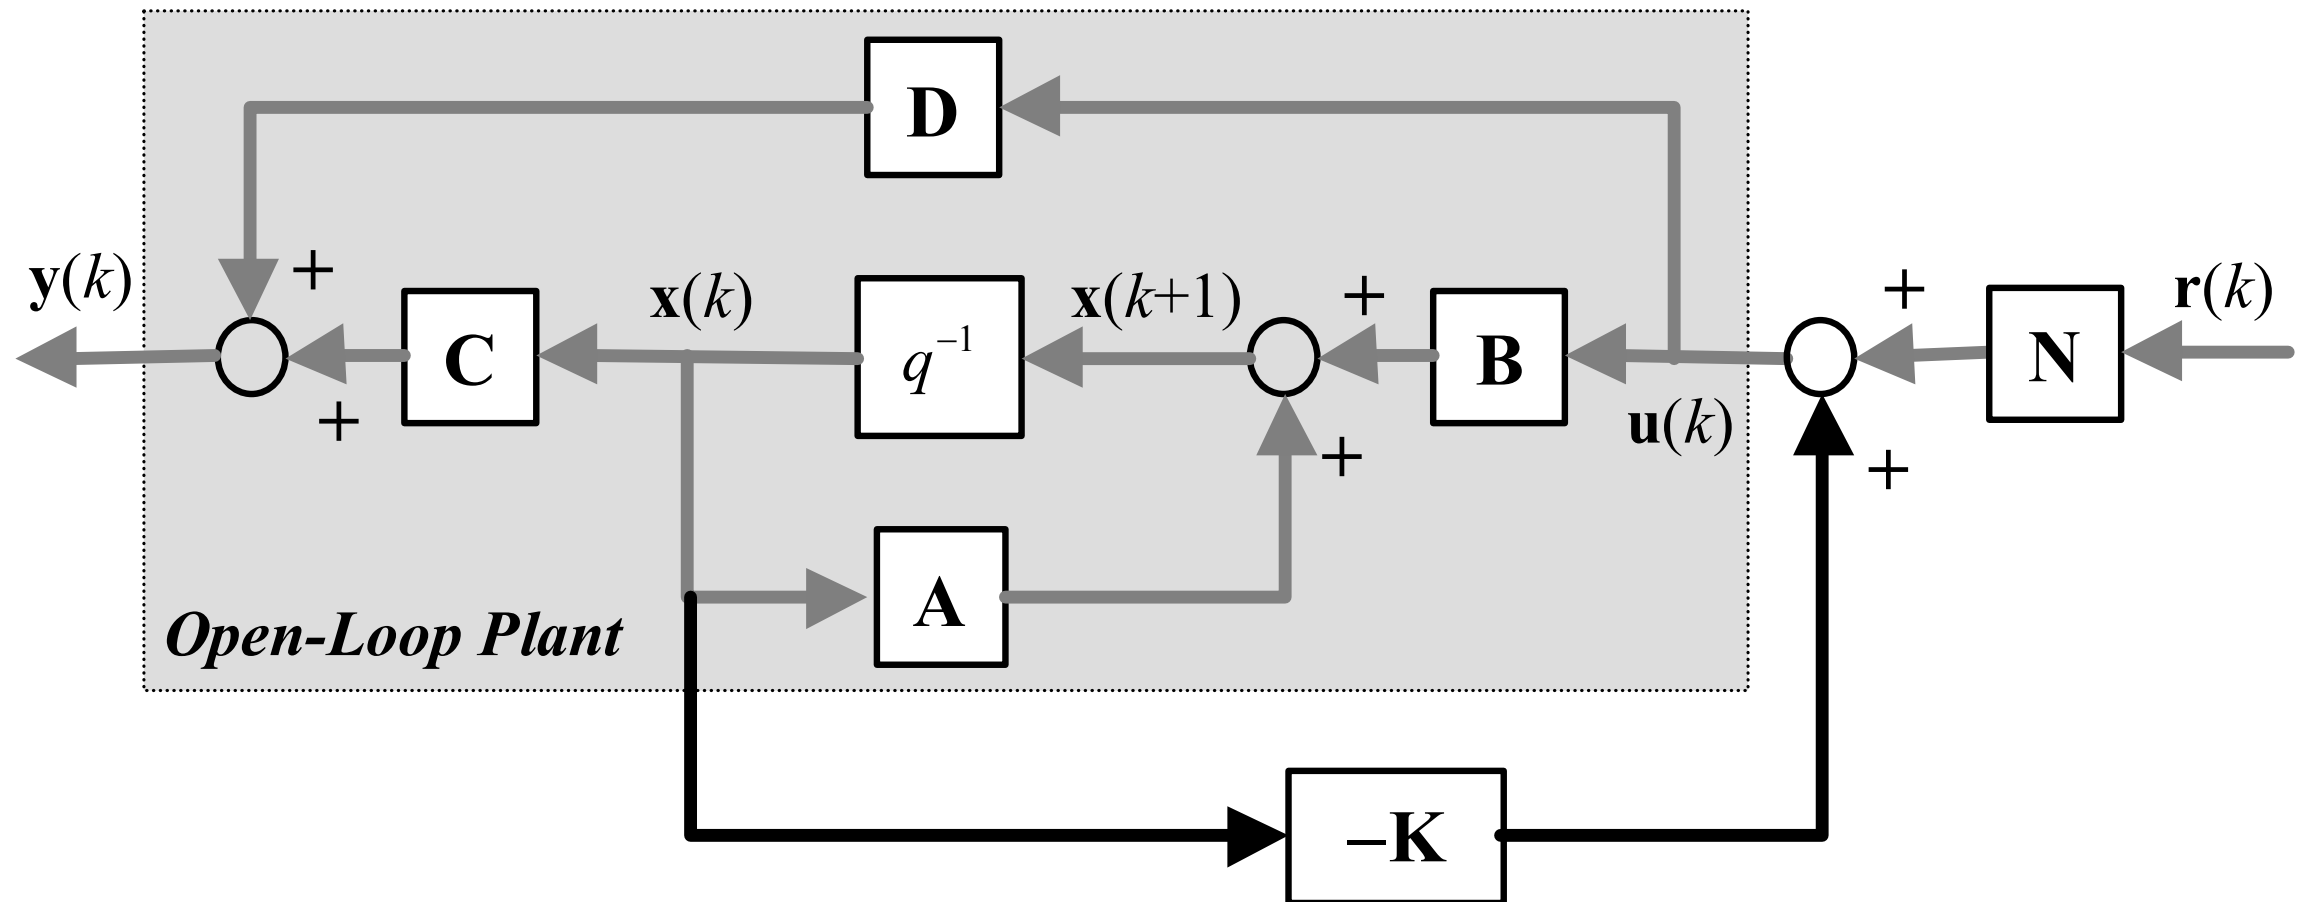 D
+
y(k)
x(k)
x(k+1)
+
+
r(k)
C
q⁻¹
B
N
+
u(k)
+
+
A
Open-Loop Plant
–K